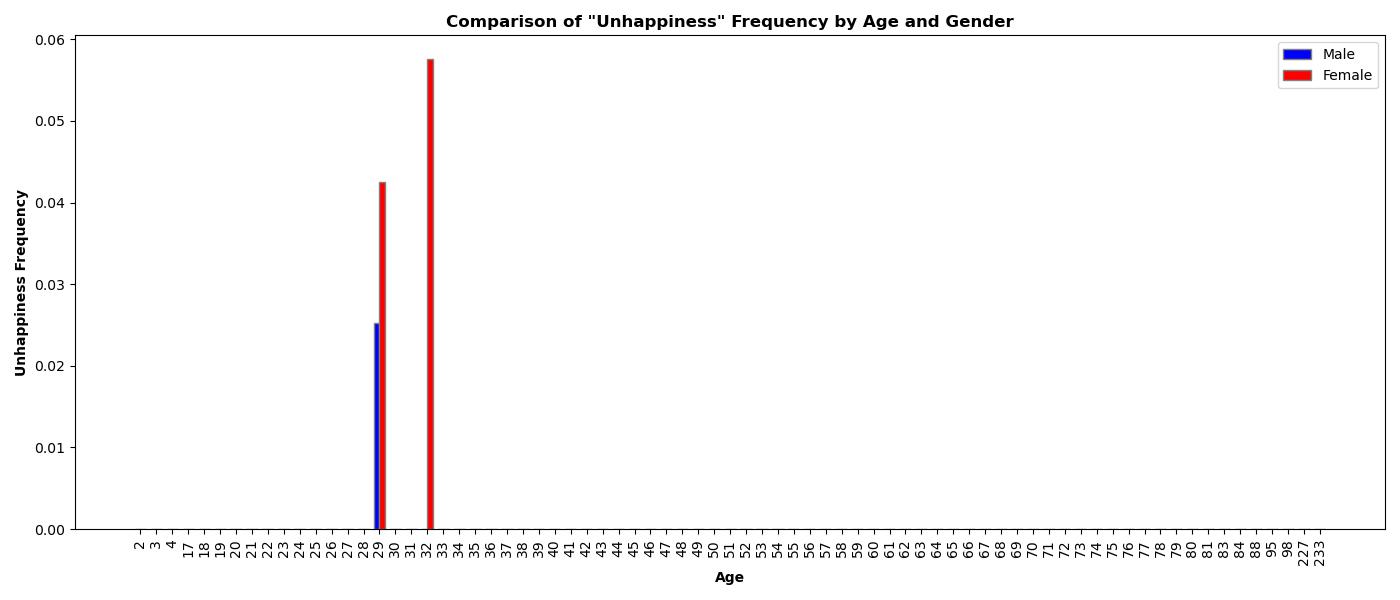 Comparison of "Unhappiness" Frequency by Age and Gender
Male
Female
Unhappiness Frequency
0.06
0.05
0.04
0.03
0.02
0.01
0.00
2 3 4 17 18 19 20 21 22 23 24 25 26 27 28 29 30 31 32 33 34 35 36 37 38 39 40 41 42 43 44 45 46 47 48 49 50 51 52 53 54 55 56 57 58 59 60 61 62 63 64 65 66 67 68 69 70 71 72 73 74 75 76 77 78 79 80 81 83 84 88 95 98 227 233
Age